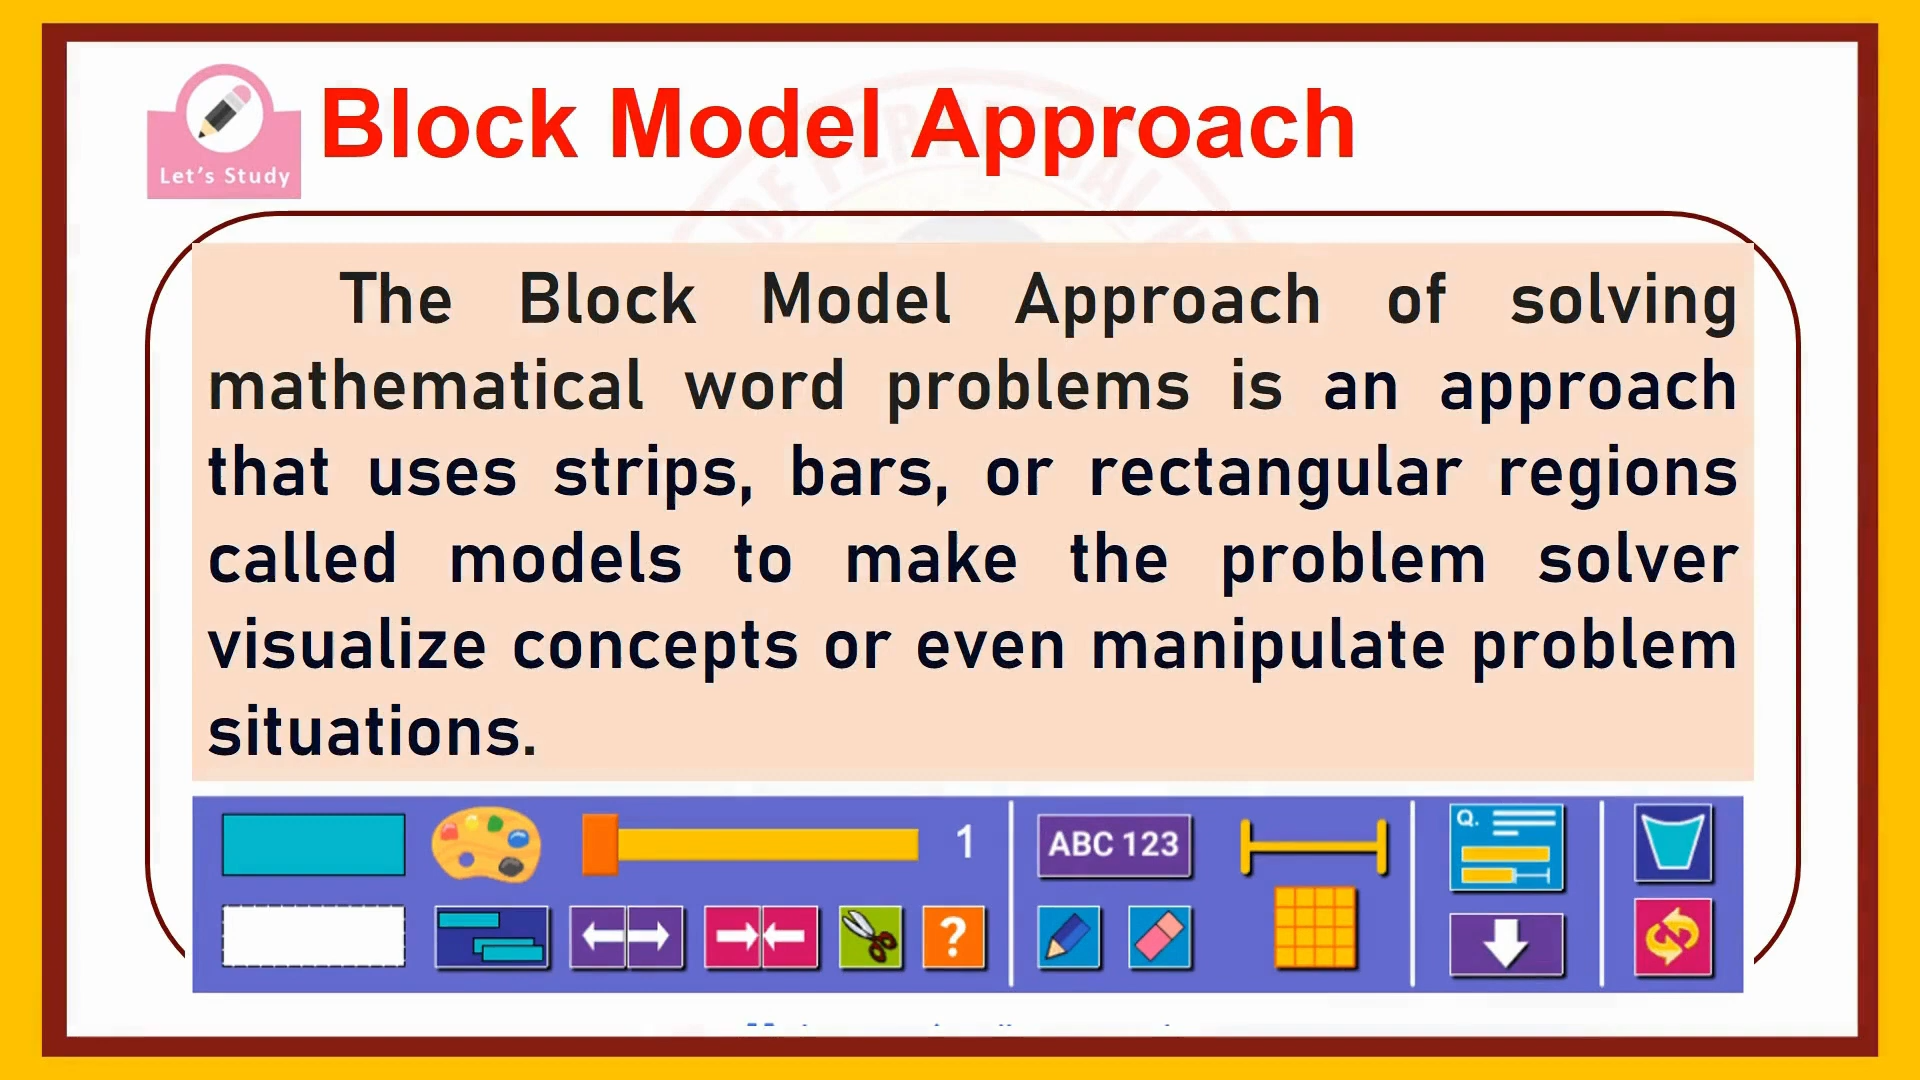 Block Model Approach
Let's Study
The Block Model Approach of solving
mathematical word problems is an approach
that uses strips, bars, or rectangular regions
called models to make the problem solver
visualize concepts or even manipulate problem
situations.
1
ABC 123
Q.
?